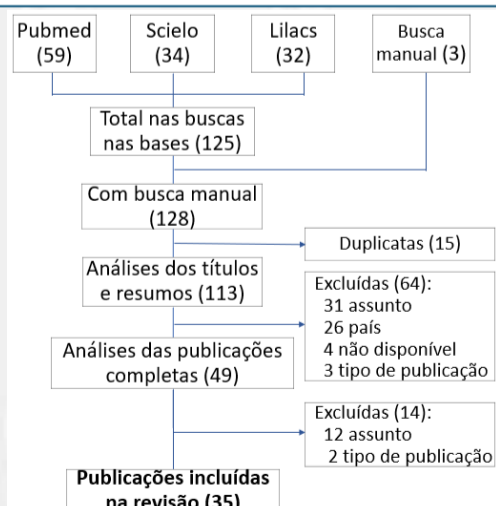 Pubmed
(59)
Scielo
(34)
Lilacs
(32)
Busca
manual (3)
Total nas buscas
nas bases (125)
Com busca manual
(128)
Duplicatas (15)
Análises dos títulos
e resumos (113)
Excluídas (64):
31 assunto
26 país
4 não disponível
3 tipo de publicação
Análises das publicações
completas (49)
Excluídas (14):
12 assunto
2 tipo de publicação
Publicações incluídas
na revisão (35)